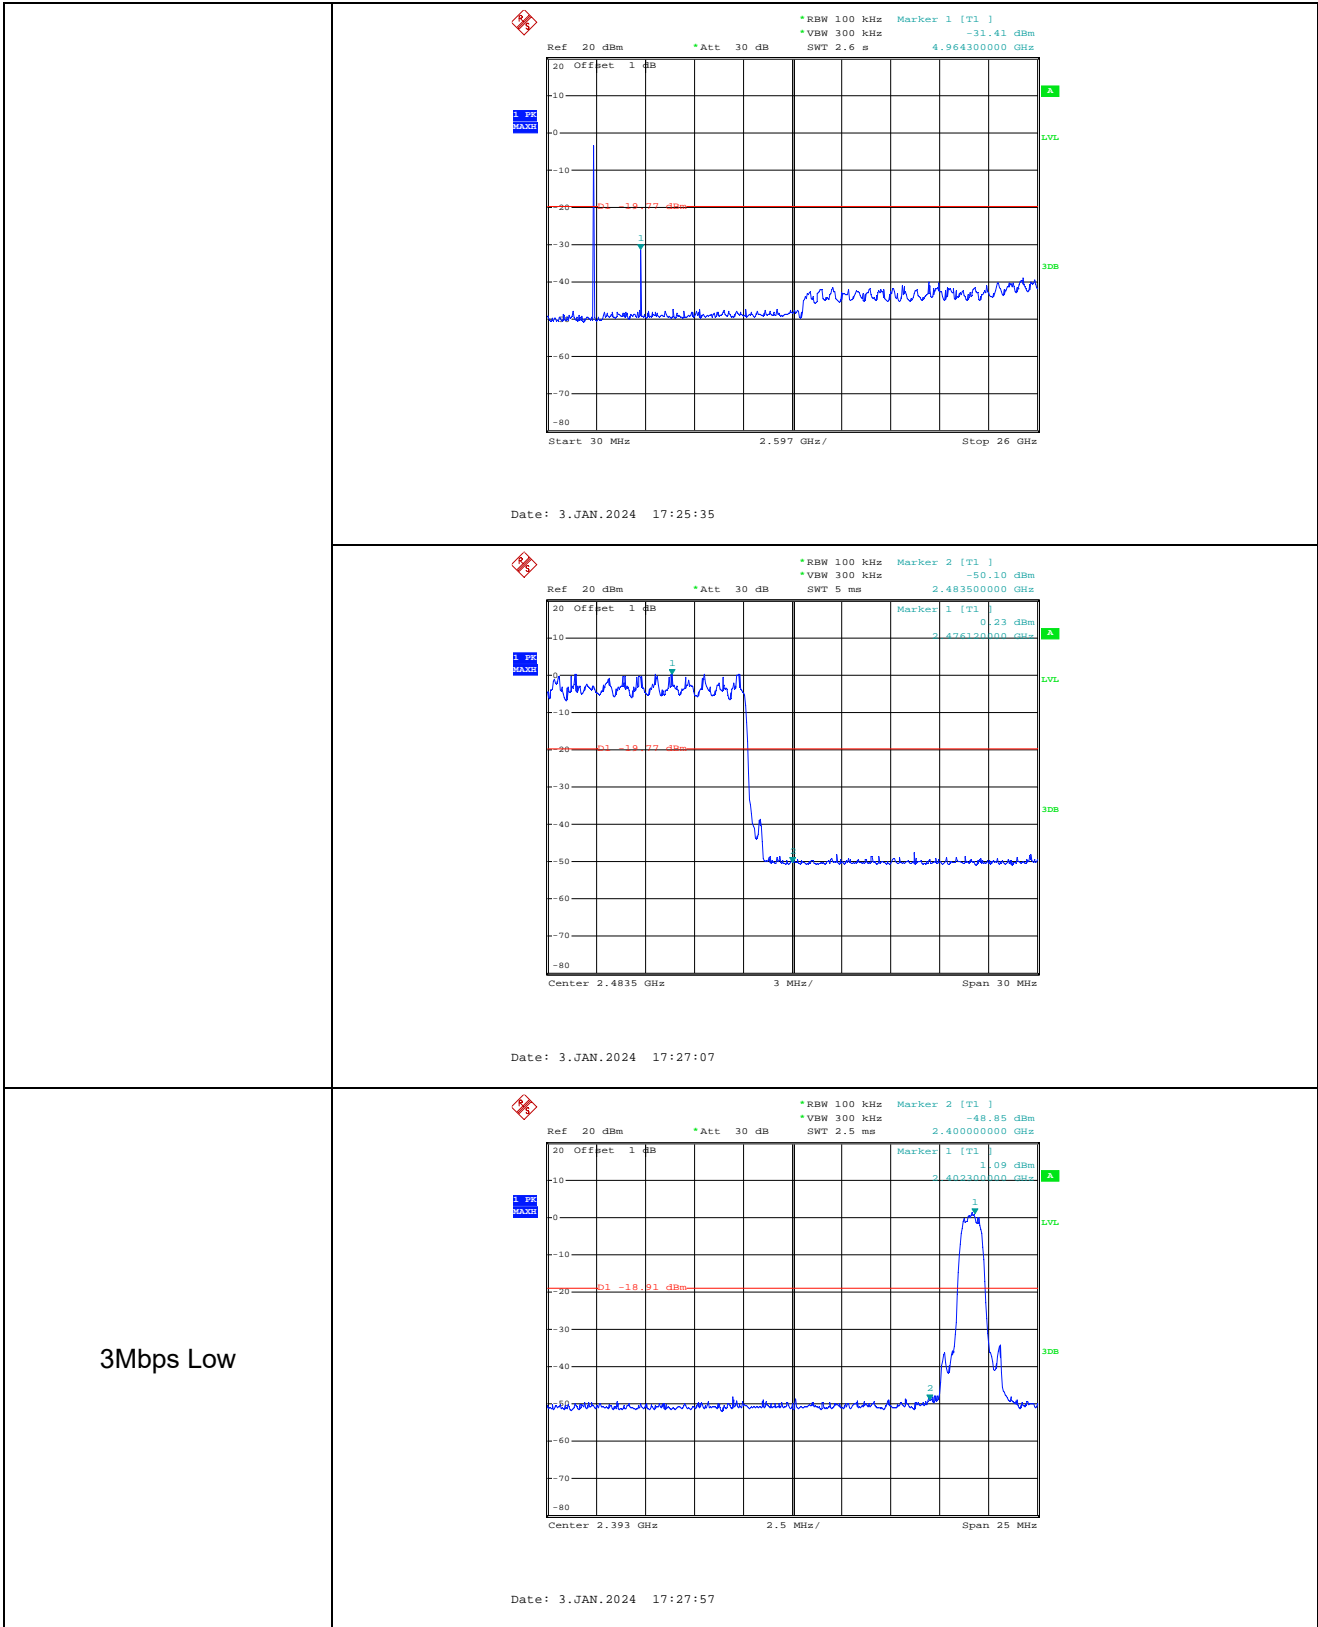 *RBW 100 kHz Marker 1 [T1 ]
*VBW 300 kHz -31.41 dBm
Ref 20 dBm *Att 30 dB SWT 2.6 s 4.964300000 GHz
20 Offset 1 dB
10
A
1 PK
MAXH
0
LVL
-10
-20 D1 -19.77 dBm
1
-30
3DB
-40
-60
-70
-80
Start 30 MHz 2.597 GHz/ Stop 26 GHz
Date: 3.JAN.2024 17:25:35
*RBW 100 kHz Marker 2 [T1 ]
*VBW 300 kHz -50.10 dBm
Ref 20 dBm *Att 30 dB SWT 5 ms 2.483500000 GHz
20 Offset 1 dB Marker 1 [T1 ]
0.23 dBm
10 2.476120000 GHz
A
1 PK
MAXH
1
0
LVL
-10
-20 D1 -19.77 dBm
-30
3DB
-40
-50
-60
-70
-80
Center 2.4835 GHz 3 MHz/ Span 30 MHz
Date: 3.JAN.2024 17:27:07
3Mbps Low
*RBW 100 kHz Marker 2 [T1 ]
*VBW 300 kHz -48.85 dBm
Ref 20 dBm *Att 30 dB SWT 2.5 ms 2.400000000 GHz
20 Offset 1 dB Marker 1 [T1 ]
1.09 dBm
10 2.402300000 GHz
A
1 PK
MAXH
1
0
LVL
-10
-20 D1 -18.91 dBm
-30
3DB
-40
2
-50
-60
-70
-80
Center 2.393 GHz 2.5 MHz/ Span 25 MHz
Date: 3.JAN.2024 17:27:57